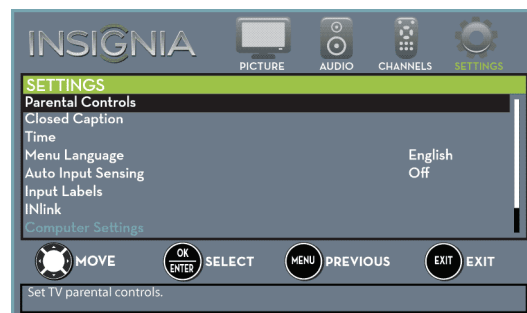 INSIGNIA
PICTURE AUDIO CHANNELS SETTINGS
SETTINGS
Parental Controls
Closed Caption
Time
Menu Language English
Auto Input Sensing Off
Input Labels
INlink
Computer Settings
MOVE OK ENTER SELECT MENU PREVIOUS EXIT EXIT
Set TV parental controls.